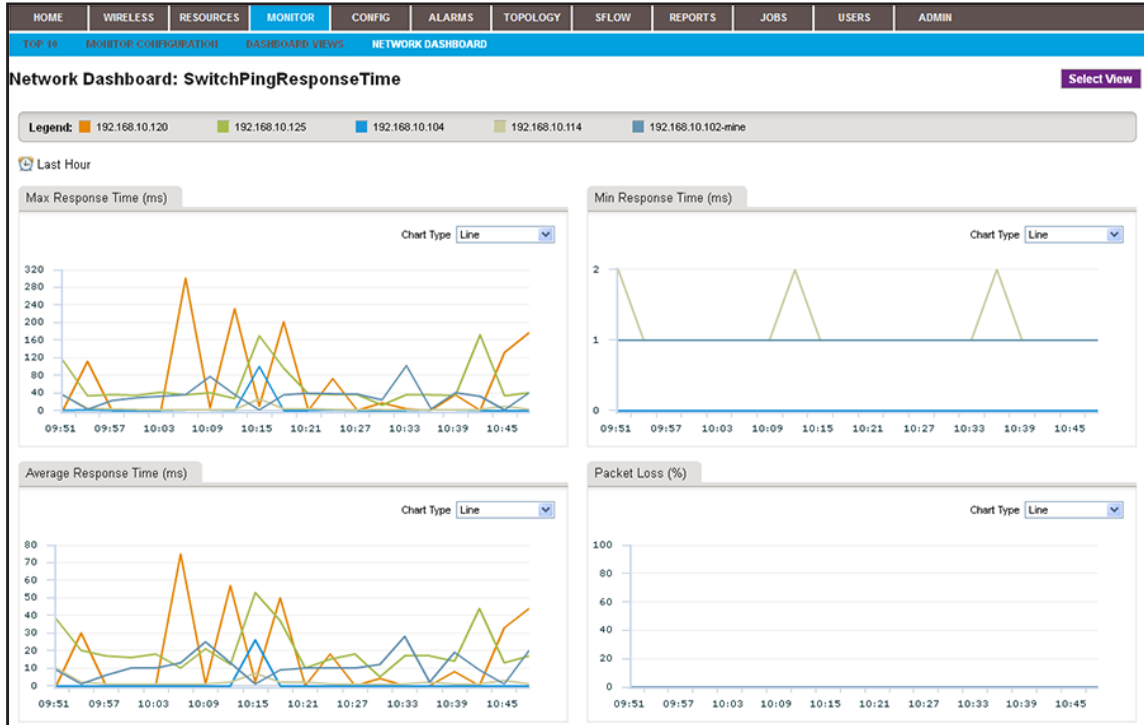 HOME WIRELESS RESOURCES MONITOR CONFIG ALARMS TOPOLOGY SFLOW REPORTS JOBS USERS ADMIN
TOP 10 MONITOR CONFIGURATION DASHBOARD VIEWS NETWORK DASHBOARD
Network Dashboard: SwitchPingResponseTime
Select View
Legend: 192.168.10.120 192.168.10.125 192.168.10.104 192.168.10.114 192.168.10.102-mine
Last Hour
Max Response Time (ms)
Chart Type Line
320
280
240
200
160
120
80
40
0
09:51 09:57 10:03 10:09 10:15 10:21 10:27 10:33 10:39 10:45
Min Response Time (ms)
Chart Type Line
2
1
0
09:51 09:57 10:03 10:09 10:15 10:21 10:27 10:33 10:39 10:45
Average Response Time (ms)
Chart Type Line
80
70
60
50
40
30
20
10
0
09:51 09:57 10:03 10:09 10:15 10:21 10:27 10:33 10:39 10:45
Packet Loss (%)
Chart Type Line
100
80
60
40
20
0
09:51 09:57 10:03 10:09 10:15 10:21 10:27 10:33 10:39 10:45